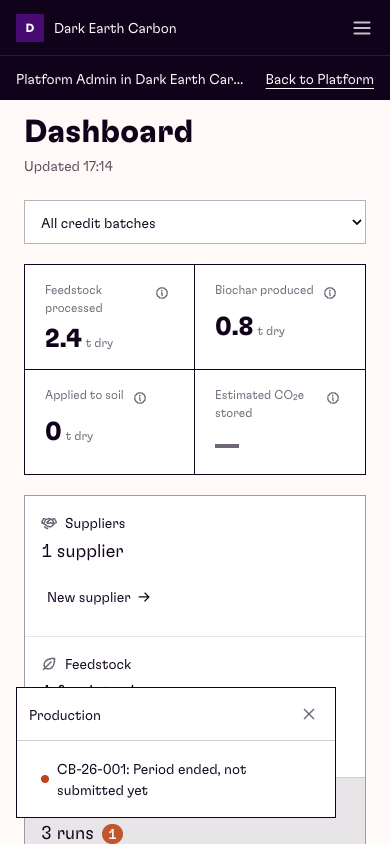 D
Dark Earth Carbon
Platform Admin in Dark Earth Car...
Back to Platform
Dashboard
Updated 17:14
All credit batches
Feedstock
processed
2.4 t dry
Biochar produced
0.8 t dry
Applied to soil
0 t dry
Estimated CO₂e
stored
—
Suppliers
1 supplier
New supplier →
Feedstock
Production
CB-26-001: Period ended, not
submitted yet
3 runs 1